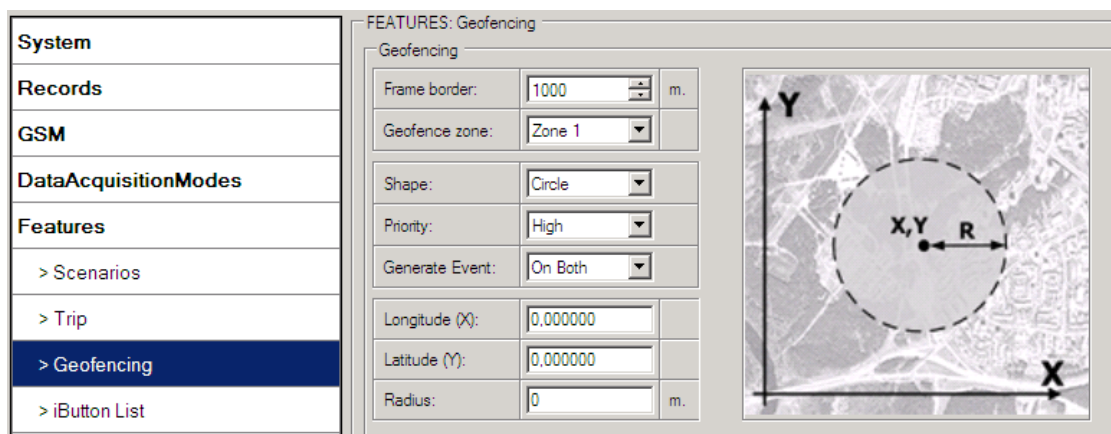 System
Records
GSM
DataAcquisitionModes
Features
> Scenarios
> Trip
> Geofencing
> iButton List
FEATURES: Geofencing
Geofencing
Frame border: 1000 m.
Geofence zone: Zone 1
Shape: Circle
Priority: High
Generate Event: On Both
Longitude (X): 0,000000
Latitude (Y): 0,000000
Radius: 0 m.
Y
X,Y R
X